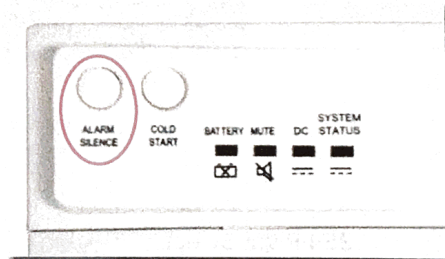 ALARM
SILENCE
COLD
START
BATTERY
MUTE
DC
SYSTEM
STATUS